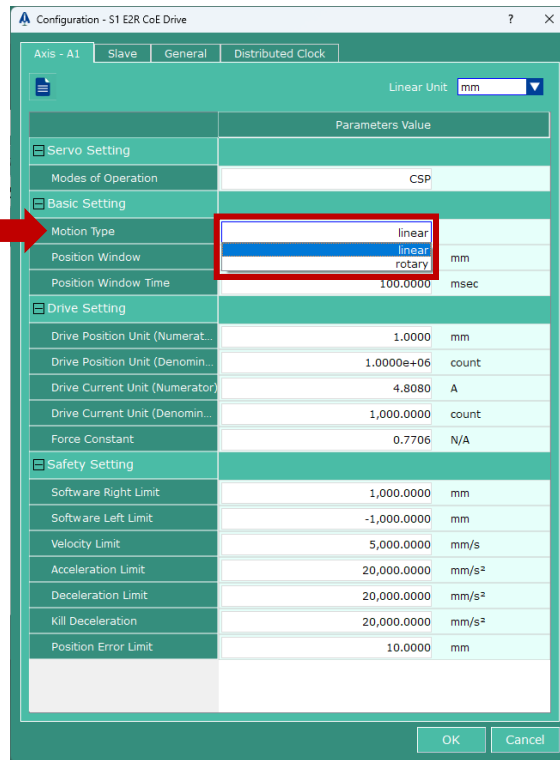 Configuration - S1 E2R CoE Drive ? ×
Axis - A1 Slave General Distributed Clock
Linear Unit mm
Parameters Value
Servo Setting
Modes of Operation CSP
Basic Setting
Motion Type linear
linear
Position Window mm
rotary
Position Window Time 100.0000 msec
Drive Setting
Drive Position Unit (Numerat... 1.0000 mm
Drive Position Unit (Denomin... 1.0000e+06 count
Drive Current Unit (Numerator) 4.8080 A
Drive Current Unit (Denomin... 1,000.0000 count
Force Constant 0.7706 N/A
Safety Setting
Software Right Limit 1,000.0000 mm
Software Left Limit -1,000.0000 mm
Velocity Limit 5,000.0000 mm/s
Acceleration Limit 20,000.0000 mm/s²
Deceleration Limit 20,000.0000 mm/s²
Kill Deceleration 20,000.0000 mm/s²
Position Error Limit 10.0000 mm
OK Cancel